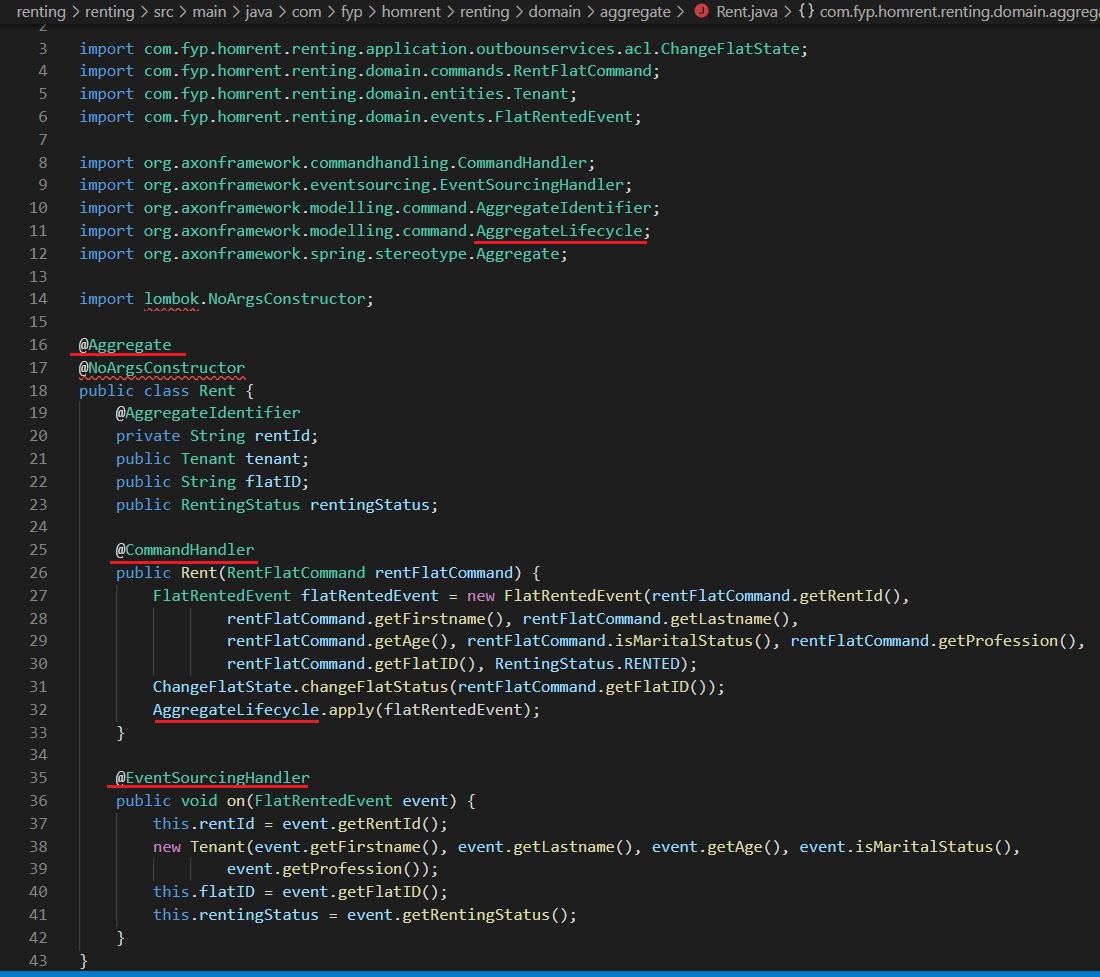 renting > renting > src > main > java > com > fyp > homrent > renting > domain > aggregate > J Rent.java > {} com.fyp.homrent.renting.domain.aggreg
2
3 import com.fyp.homrent.renting.application.outbounservices.acl.ChangeFlatState;
4 import com.fyp.homrent.renting.domain.commands.RentFlatCommand;
5 import com.fyp.homrent.renting.domain.entities.Tenant;
6 import com.fyp.homrent.renting.domain.events.FlatRentedEvent;
7
8 import org.axonframework.commandhandling.CommandHandler;
9 import org.axonframework.eventsourcing.EventSourcingHandler;
10 import org.axonframework.modelling.command.AggregateIdentifier;
11 import org.axonframework.modelling.command.AggregateLifecycle;
12 import org.axonframework.spring.stereotype.Aggregate;
13
14 import lombok.NoArgsConstructor;
15
16 @Aggregate
17 @NoArgsConstructor
18 public class Rent {
19     @AggregateIdentifier
20     private String rentId;
21     public Tenant tenant;
22     public String flatID;
23     public RentingStatus rentingStatus;
24
25     @CommandHandler
26     public Rent(RentFlatCommand rentFlatCommand) {
27         FlatRentedEvent flatRentedEvent = new FlatRentedEvent(rentFlatCommand.getRentId(),
28                 rentFlatCommand.getFirstname(), rentFlatCommand.getLastname(),
29                 rentFlatCommand.getAge(), rentFlatCommand.isMaritalStatus(), rentFlatCommand.getProfession(),
30                 rentFlatCommand.getFlatID(), RentingStatus.RENTED);
31         ChangeFlatState.changeFlatStatus(rentFlatCommand.getFlatID());
32         AggregateLifecycle.apply(flatRentedEvent);
33     }
34
35     @EventSourcingHandler
36     public void on(FlatRentedEvent event) {
37         this.rentId = event.getRentId();
38         new Tenant(event.getFirstname(), event.getLastname(), event.getAge(), event.isMaritalStatus(),
39                 event.getProfession());
40         this.flatID = event.getFlatID();
41         this.rentingStatus = event.getRentingStatus();
42     }
43 }